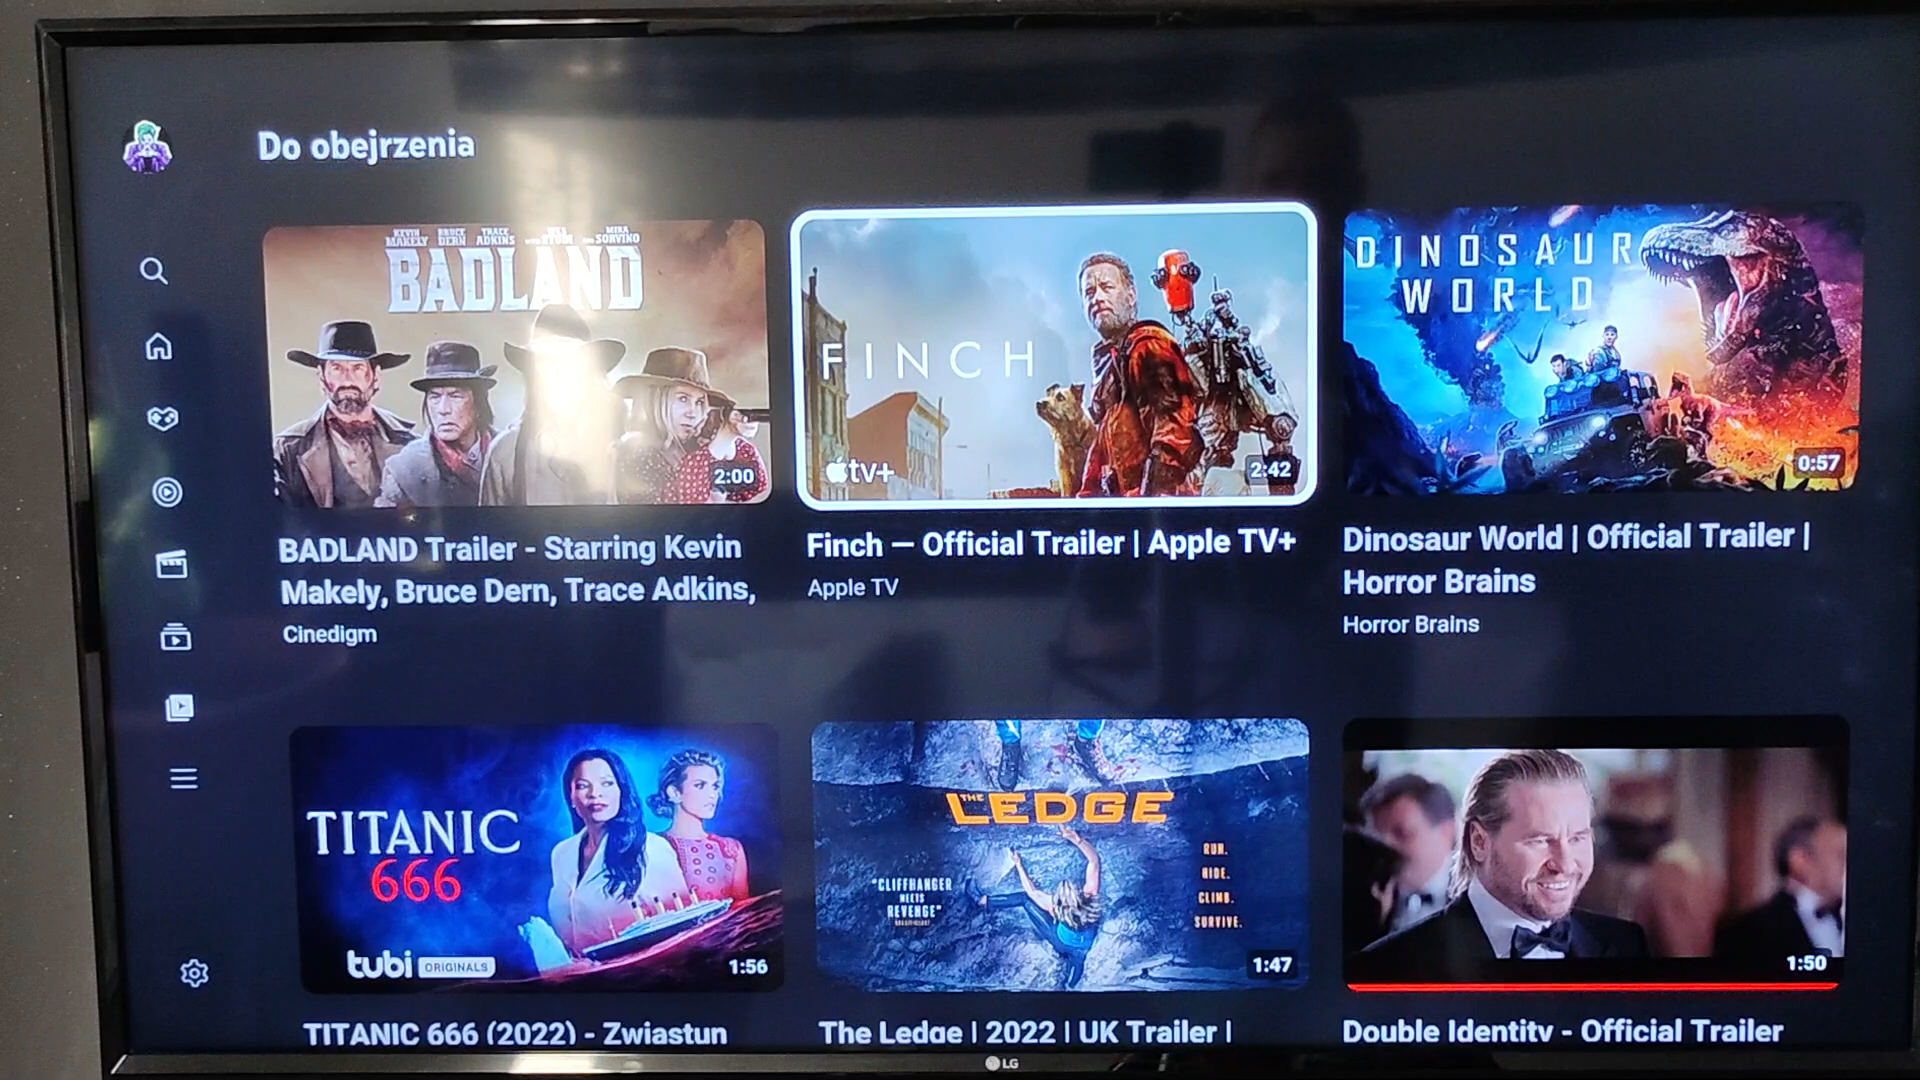 Do obejrzenia
KEVIN MAKELY BRUCE DERN TRACE ADKINS MIRA SORVINO
BADLAND
2:00
BADLAND Trailer - Starring Kevin
Makely, Bruce Dern, Trace Adkins,
Cinedigm
FINCH
tv+
2:42
Finch — Official Trailer | Apple TV+
Apple TV
DINOSAUR
WORLD
0:57
Dinosaur World | Official Trailer |
Horror Brains
Horror Brains
TITANIC
666
tubi ORIGINALS
1:56
TITANIC 666 (2022) - Zwiastun
THE LEDGE
"CLIFFHANGER
MEETS
REVENGE"
RUN.
HIDE.
CLIMB.
SURVIVE.
1:47
The Ledge | 2022 | UK Trailer |
1:50
Double Identity - Official Trailer
LG